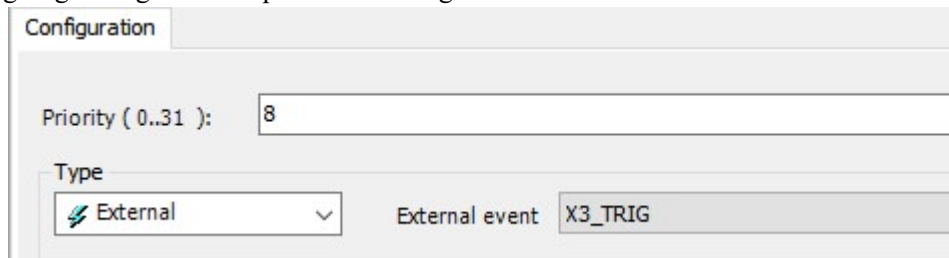 Configuration
Priority ( 0..31 ):
8
Type
External
External event
X3_TRIG